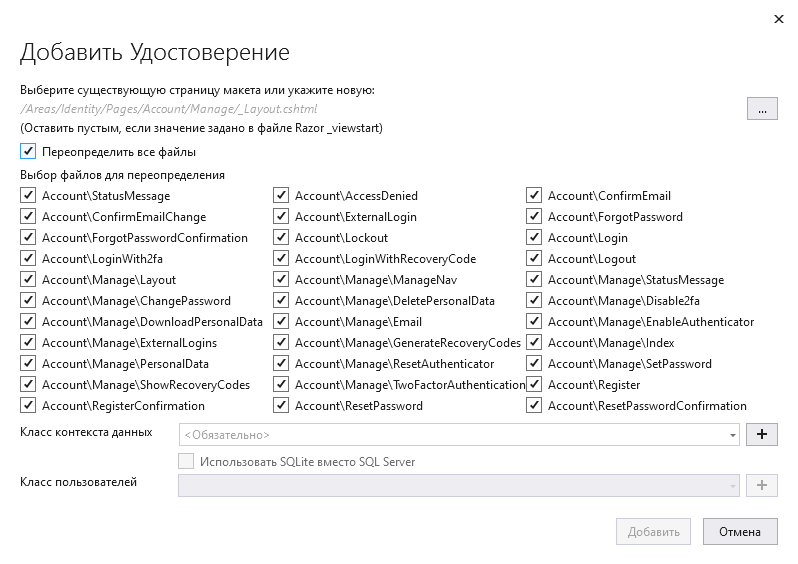 Добавить Удостоверение
Выберите существующую страницу макета или укажите новую:
/Areas/Identity/Pages/Account/Manage/_Layout.cshtml
...
(Оставить пустым, если значение задано в файле Razor _viewstart)
Переопределить все файлы
Выбор файлов для переопределения
Account\StatusMessage Account\AccessDenied Account\ConfirmEmail
Account\ConfirmEmailChange Account\ExternalLogin Account\ForgotPassword
Account\ForgotPasswordConfirmation Account\Lockout Account\Login
Account\LoginWith2fa Account\LoginWithRecoveryCode Account\Logout
Account\Manage\Layout Account\Manage\ManageNav Account\Manage\StatusMessage
Account\Manage\ChangePassword Account\Manage\DeletePersonalData Account\Manage\Disable2fa
Account\Manage\DownloadPersonalData Account\Manage\Email Account\Manage\EnableAuthenticator
Account\Manage\ExternalLogins Account\Manage\GenerateRecoveryCodes Account\Manage\Index
Account\Manage\PersonalData Account\Manage\ResetAuthenticator Account\Manage\SetPassword
Account\Manage\ShowRecoveryCodes Account\Manage\TwoFactorAuthentication Account\Register
Account\RegisterConfirmation Account\ResetPassword Account\ResetPasswordConfirmation
Класс контекста данных <Обязательно>
Использовать SQLite вместо SQL Server
Класс пользователей
Добавить Отмена